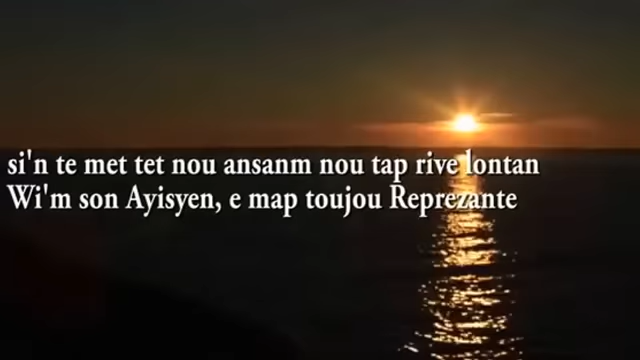 si'n te met tet nou ansanm nou tap rive lontan
Wi'm son Ayisyen, e map toujou Reprezante